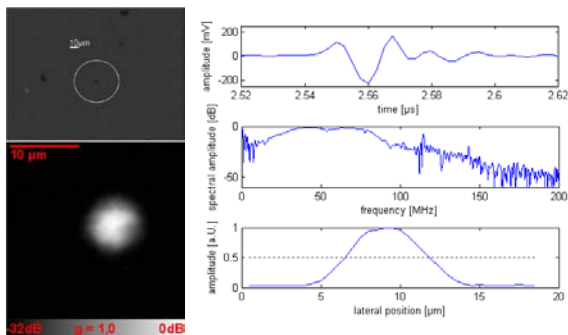 10µm
10 µm
-32dB g = 1.0 0dB
amplitude [mV]
200
0
-200
2.52 2.54 2.56 2.58 2.6 2.62
time [µs]
spectral amplitude [dB]
0
-50
0 50 100 150 200
frequency [MHz]
amplitude [a.U.]
1
0.5
0
0 5 10 15 20
lateral position [µm]